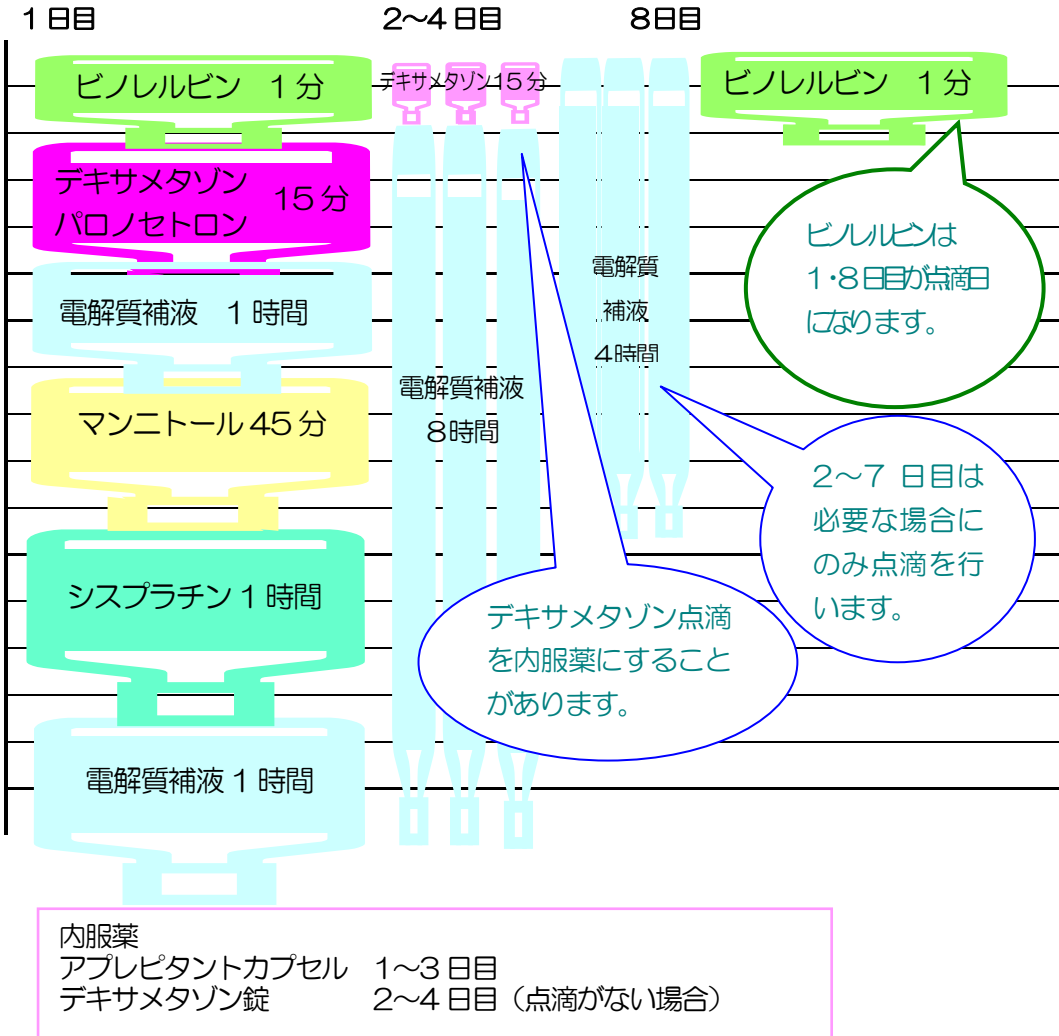 1日目
2～4日目
8日目
ビノレルビン 1分
デキサメタゾン
パロノセトロン
15分
電解質補液 1時間
マンニトール45分
シスプラチン1時間
電解質補液1時間
デキサメタゾン15分
電解質補液
8時間
電解質
補液
4時間
ビノレルビン 1分
ビノレルビンは
1・8日目が点滴日
になります。
2～7 日目は
必要な場合に
のみ点滴を行
います。
デキサメタゾン点滴
を内服薬にすること
があります。
内服薬
アプレピタントカプセル 1～3日目
デキサメタゾン錠 2～4日目（点滴がない場合）